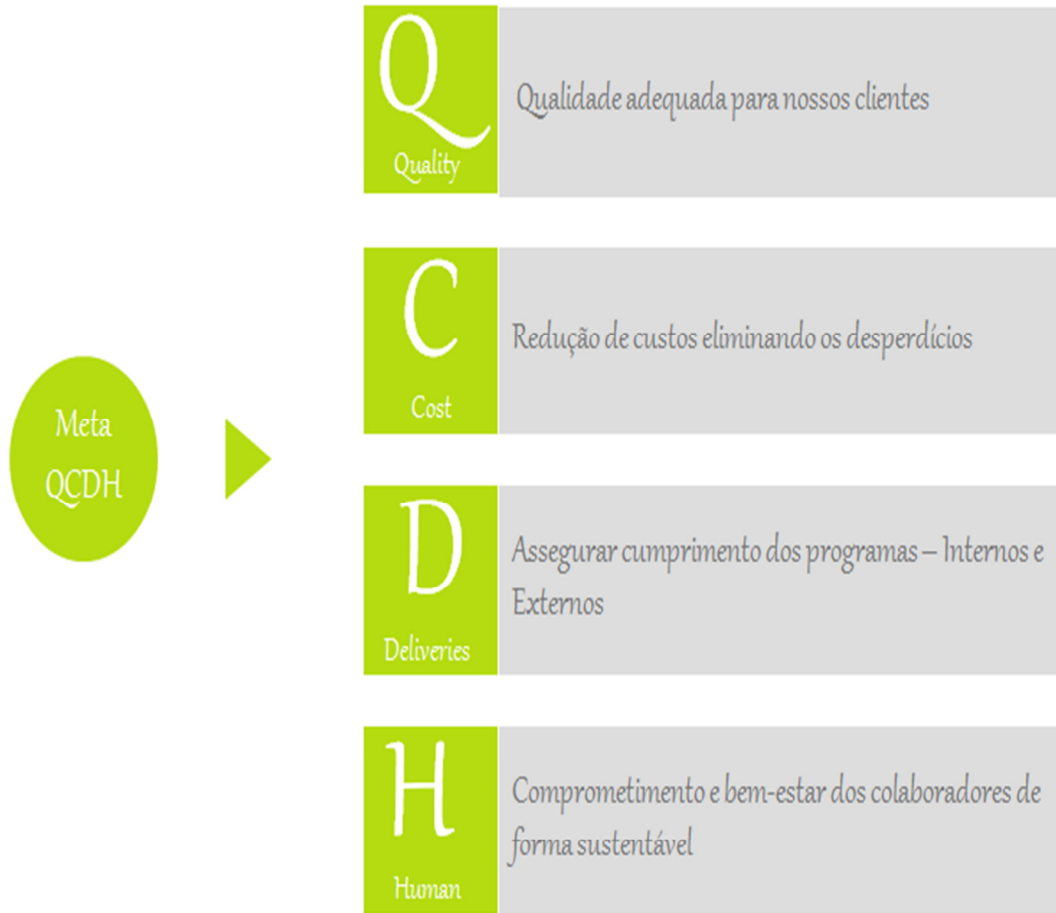 Meta
QCDH
Q
Quality
Qualidade adequada para nossos clientes
C
Cost
Redução de custos eliminando os desperdícios
D
Deliveries
Assegurar cumprimento dos programas – Internos e
Externos
H
Human
Comprometimento e bem-estar dos colaboradores de
forma sustentável